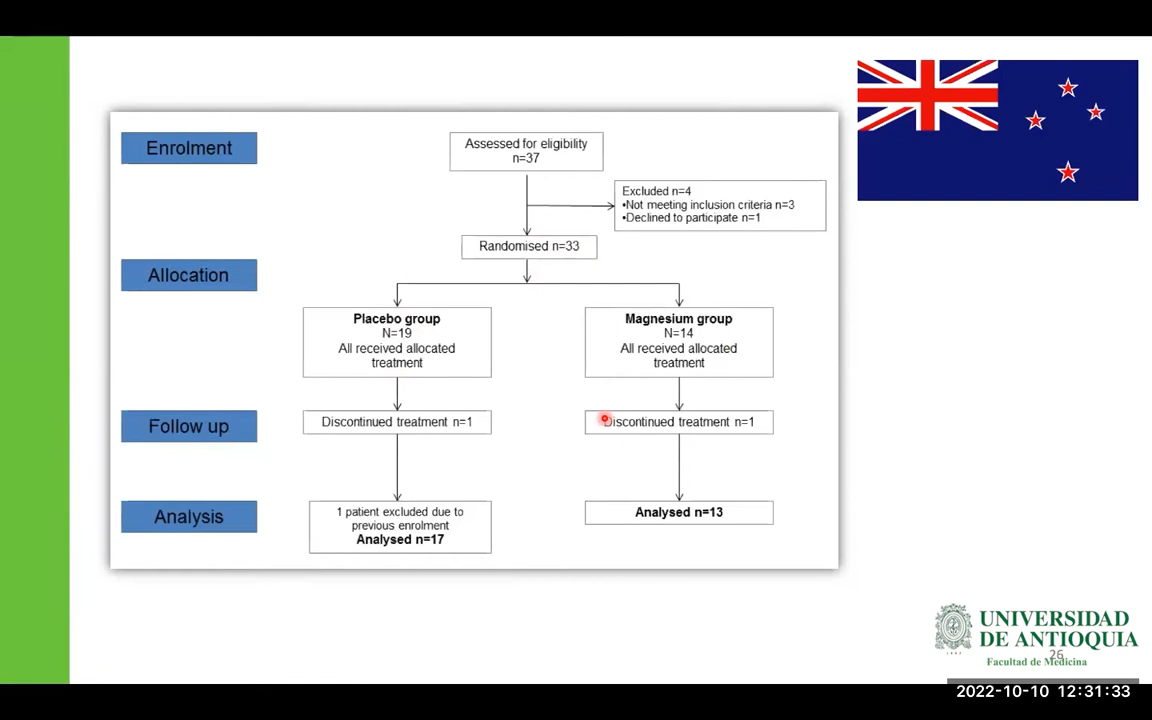 Enrolment
Assessed for eligibility
n=37
Excluded n=4
•Not meeting inclusion criteria n=3
•Declined to participate n=1
Randomised n=33
Allocation
Placebo group
N=19
All received allocated
treatment
Magnesium group
N=14
All received allocated
treatment
Follow up
Discontinued treatment n=1
Discontinued treatment n=1
Analysis
1 patient excluded due to
previous enrolment
Analysed n=17
Analysed n=13
UNIVERSIDAD
DE ANTIOQUIA
26
Facultad de Medicina
2022-10-10 12:31:33